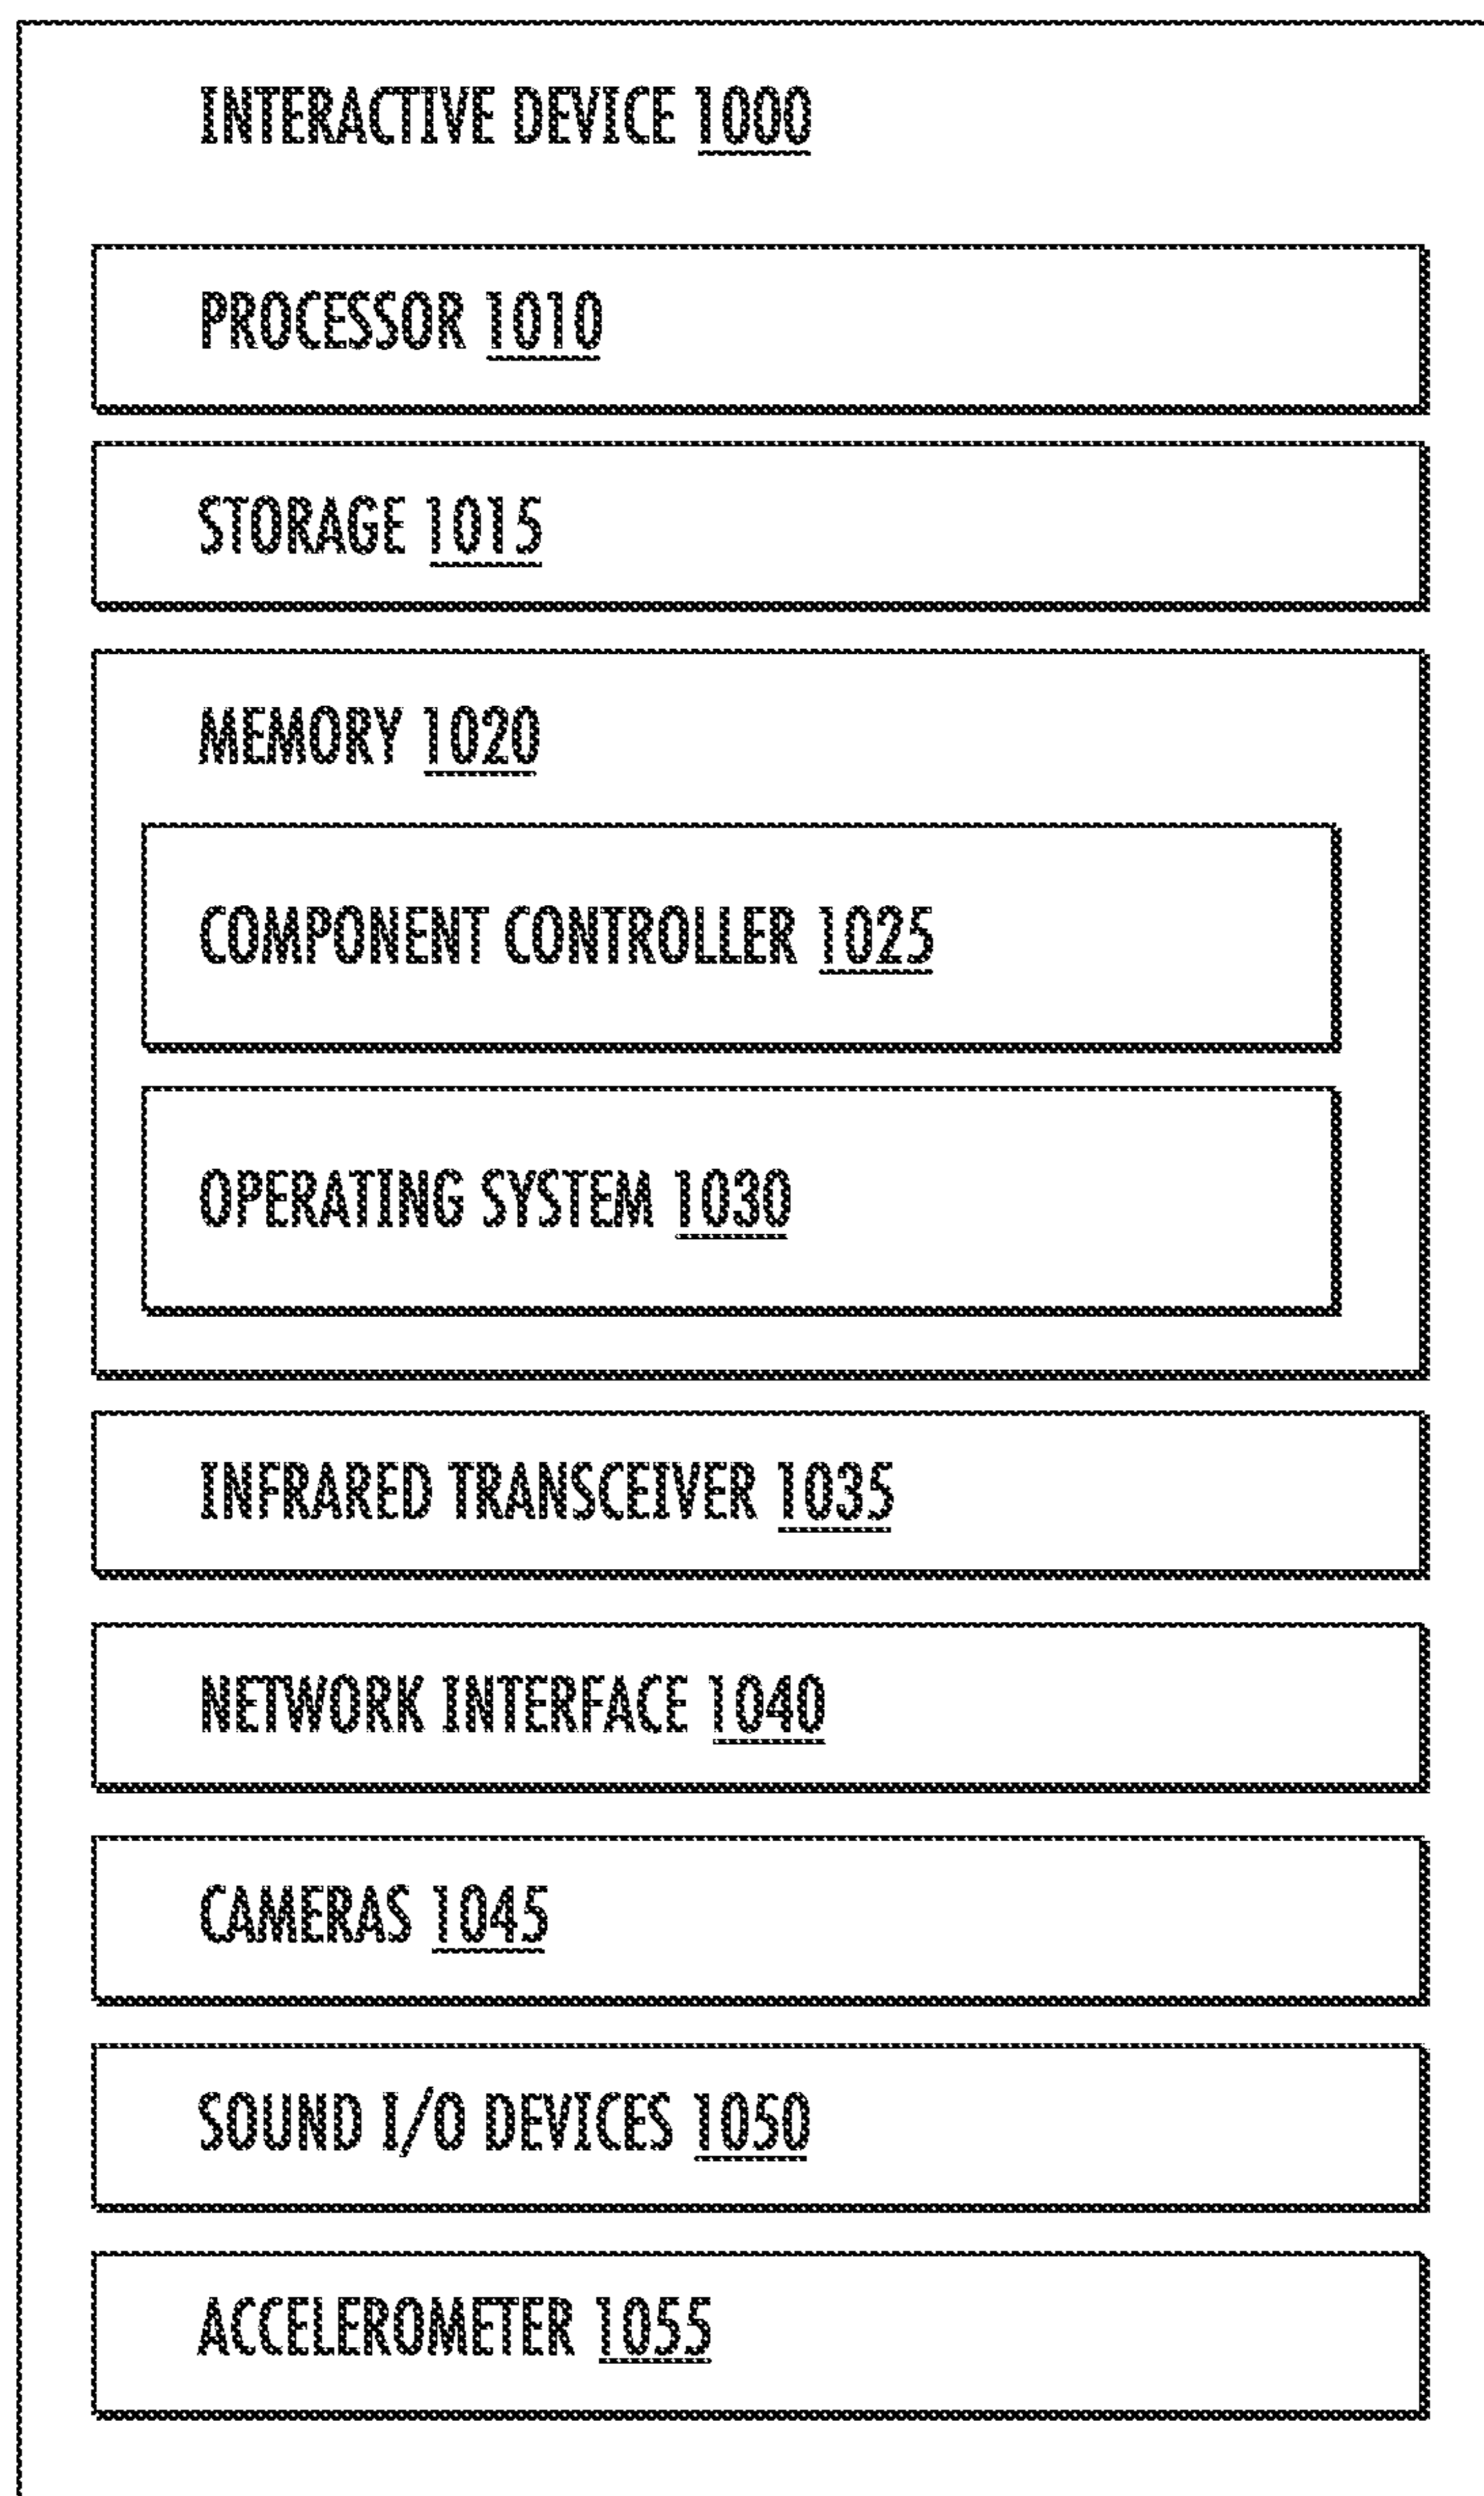 INTERACTIVE DEVICE 1000
PROCESSOR 1010
STORAGE 1015
MEMORY 1020
COMPONENT CONTROLLER 1025
OPERATING SYSTEM 1030
INFRARED TRANSCEIVER 1035
NETWORK INTERFACE 1040
CAMERAS 1045
SOUND I/O DEVICES 1050
ACCELEROMETER 1055